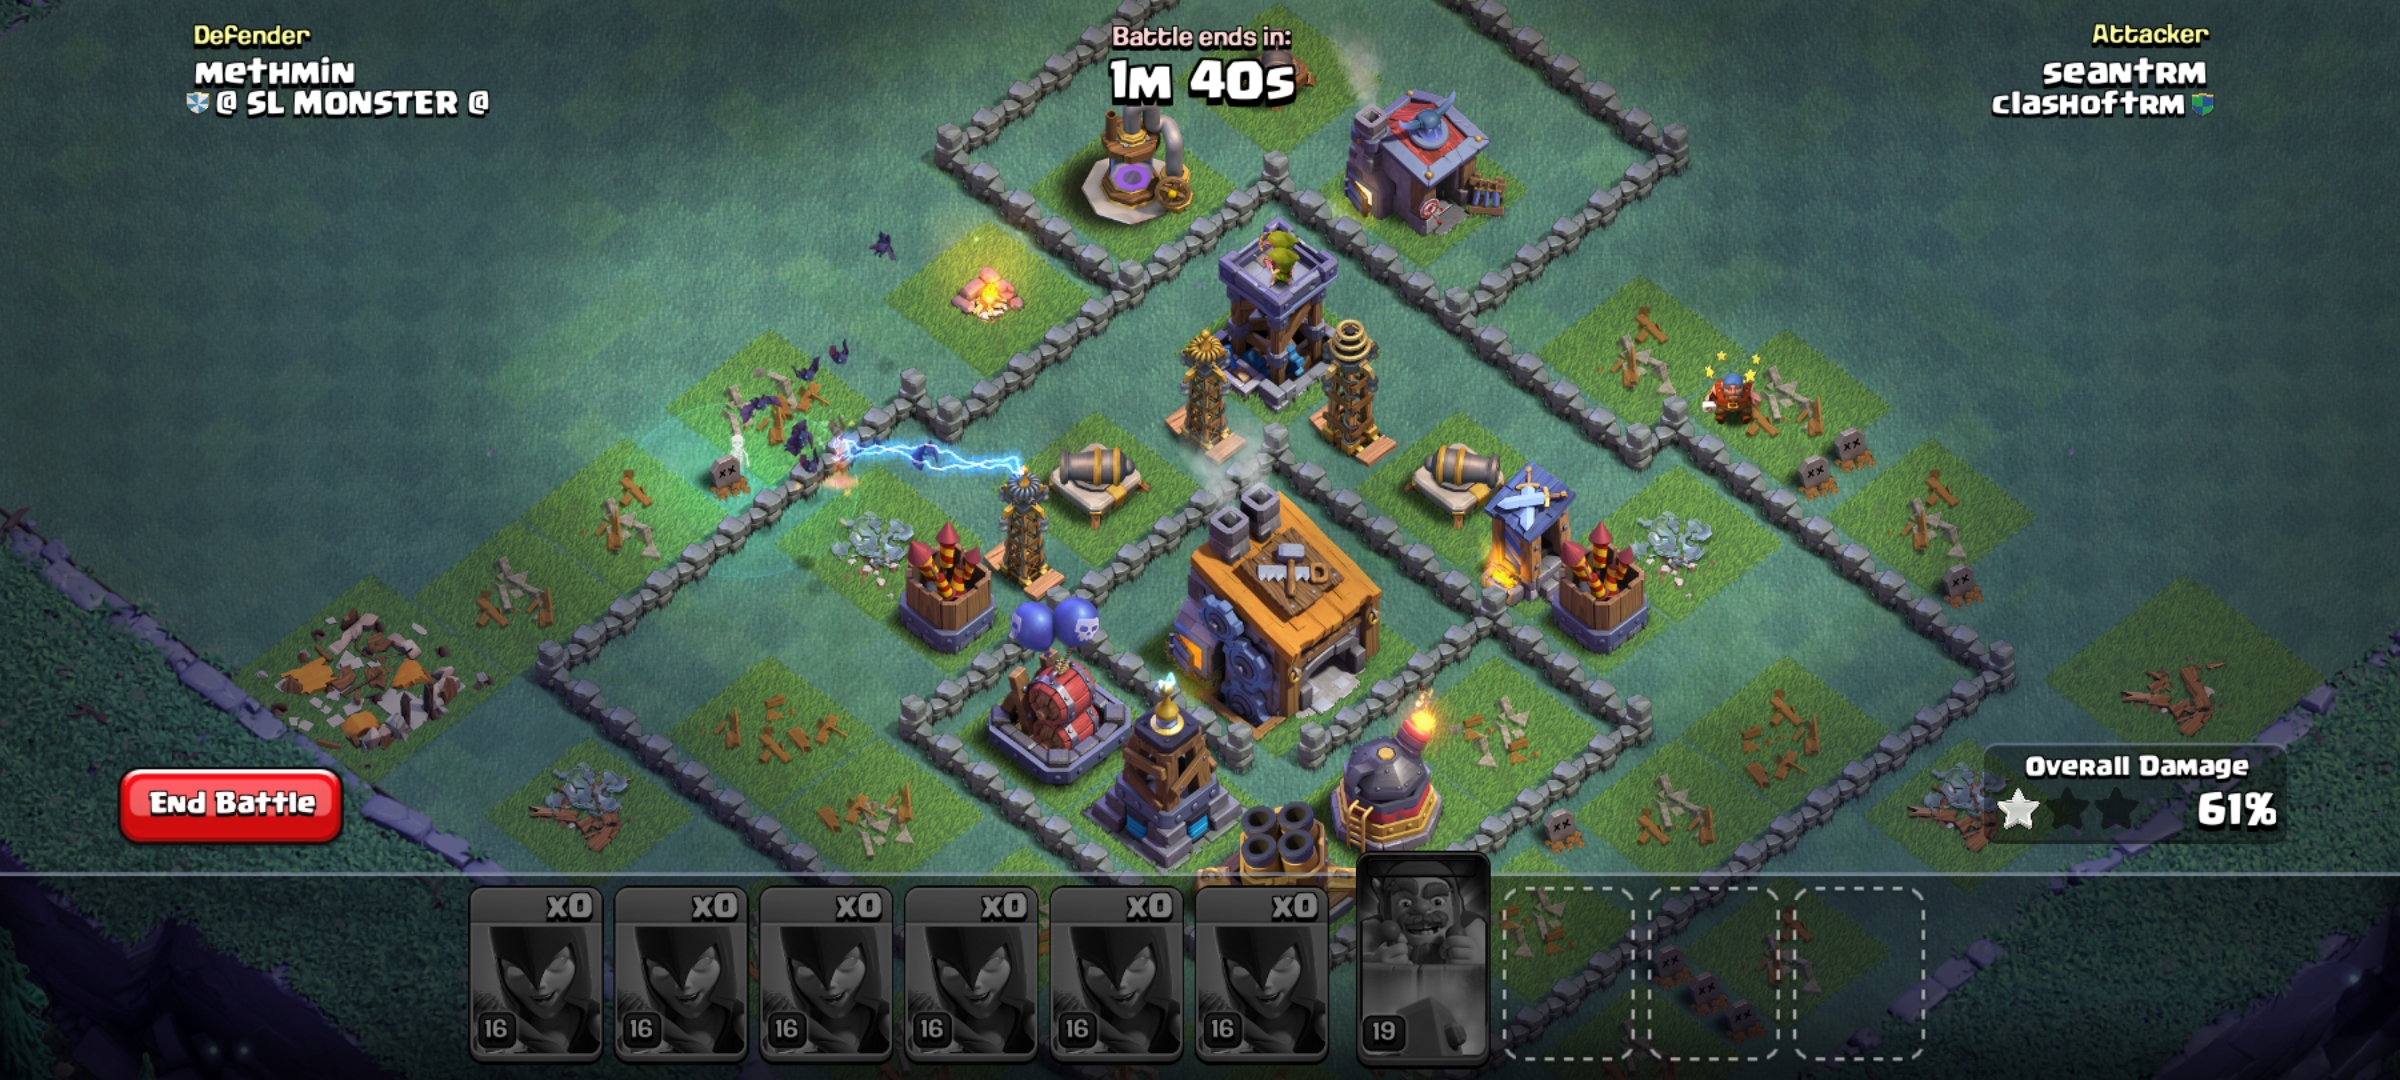 Defender
Methmin
@ SL MONSTER @
Battle ends in:
1M 40s
Attacker
seantrm
clashoftrm
End Battle
Overall Damage
61%
x0
x0
x0
x0
x0
x0
16
16
16
16
16
16
19